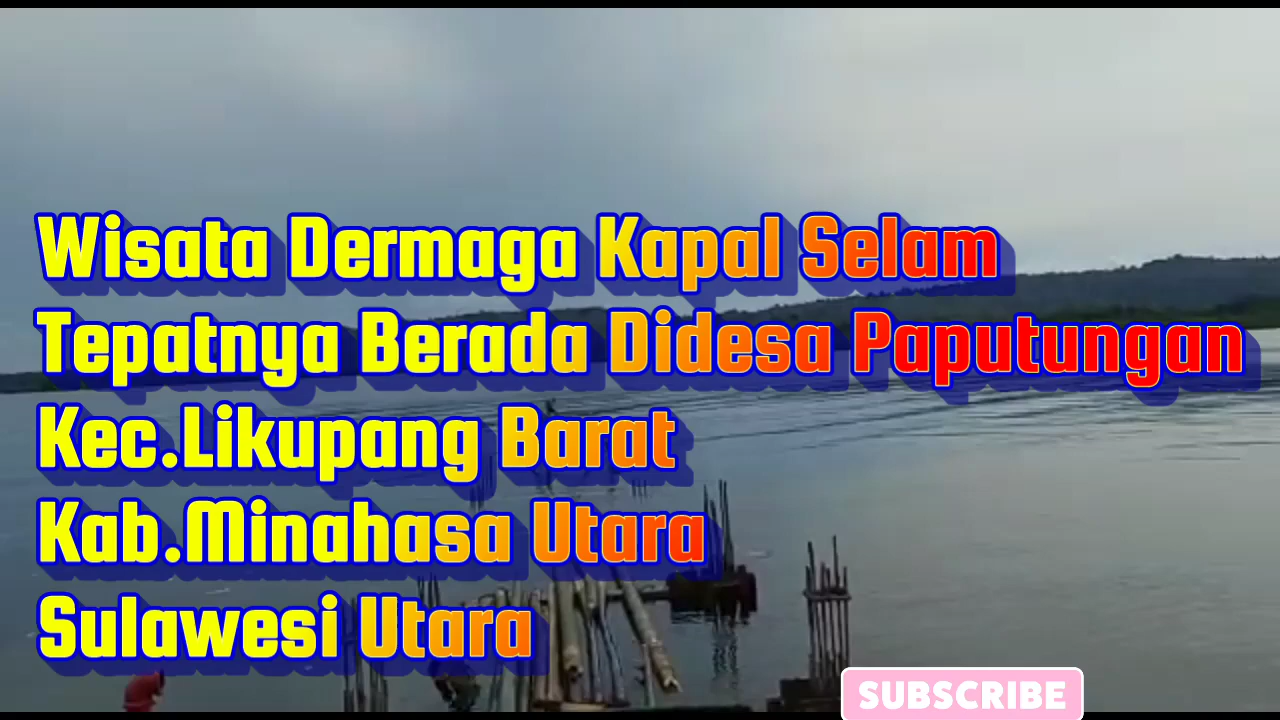 Wisata Dermaga Kapal Selam
Tepatnya Berada Didesa Paputungan
Kec.Likupang Barat
Kab.Minahasa Utara
Sulawesi Utara
SUBSCRIBE